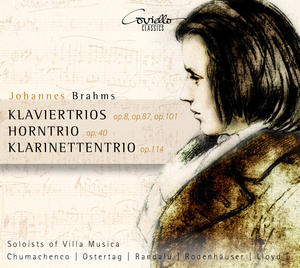 Coviello
CLASSICS
Johannes Brahms
KLAVIERTRIOS op.8, op.87, op.101
HORNTRIO op.40
KLARINETTENTRIO op.114
Soloists of Villa Musica
Chumachenco | Ostertag | Randalu | Rodenhäuser | Lloyd